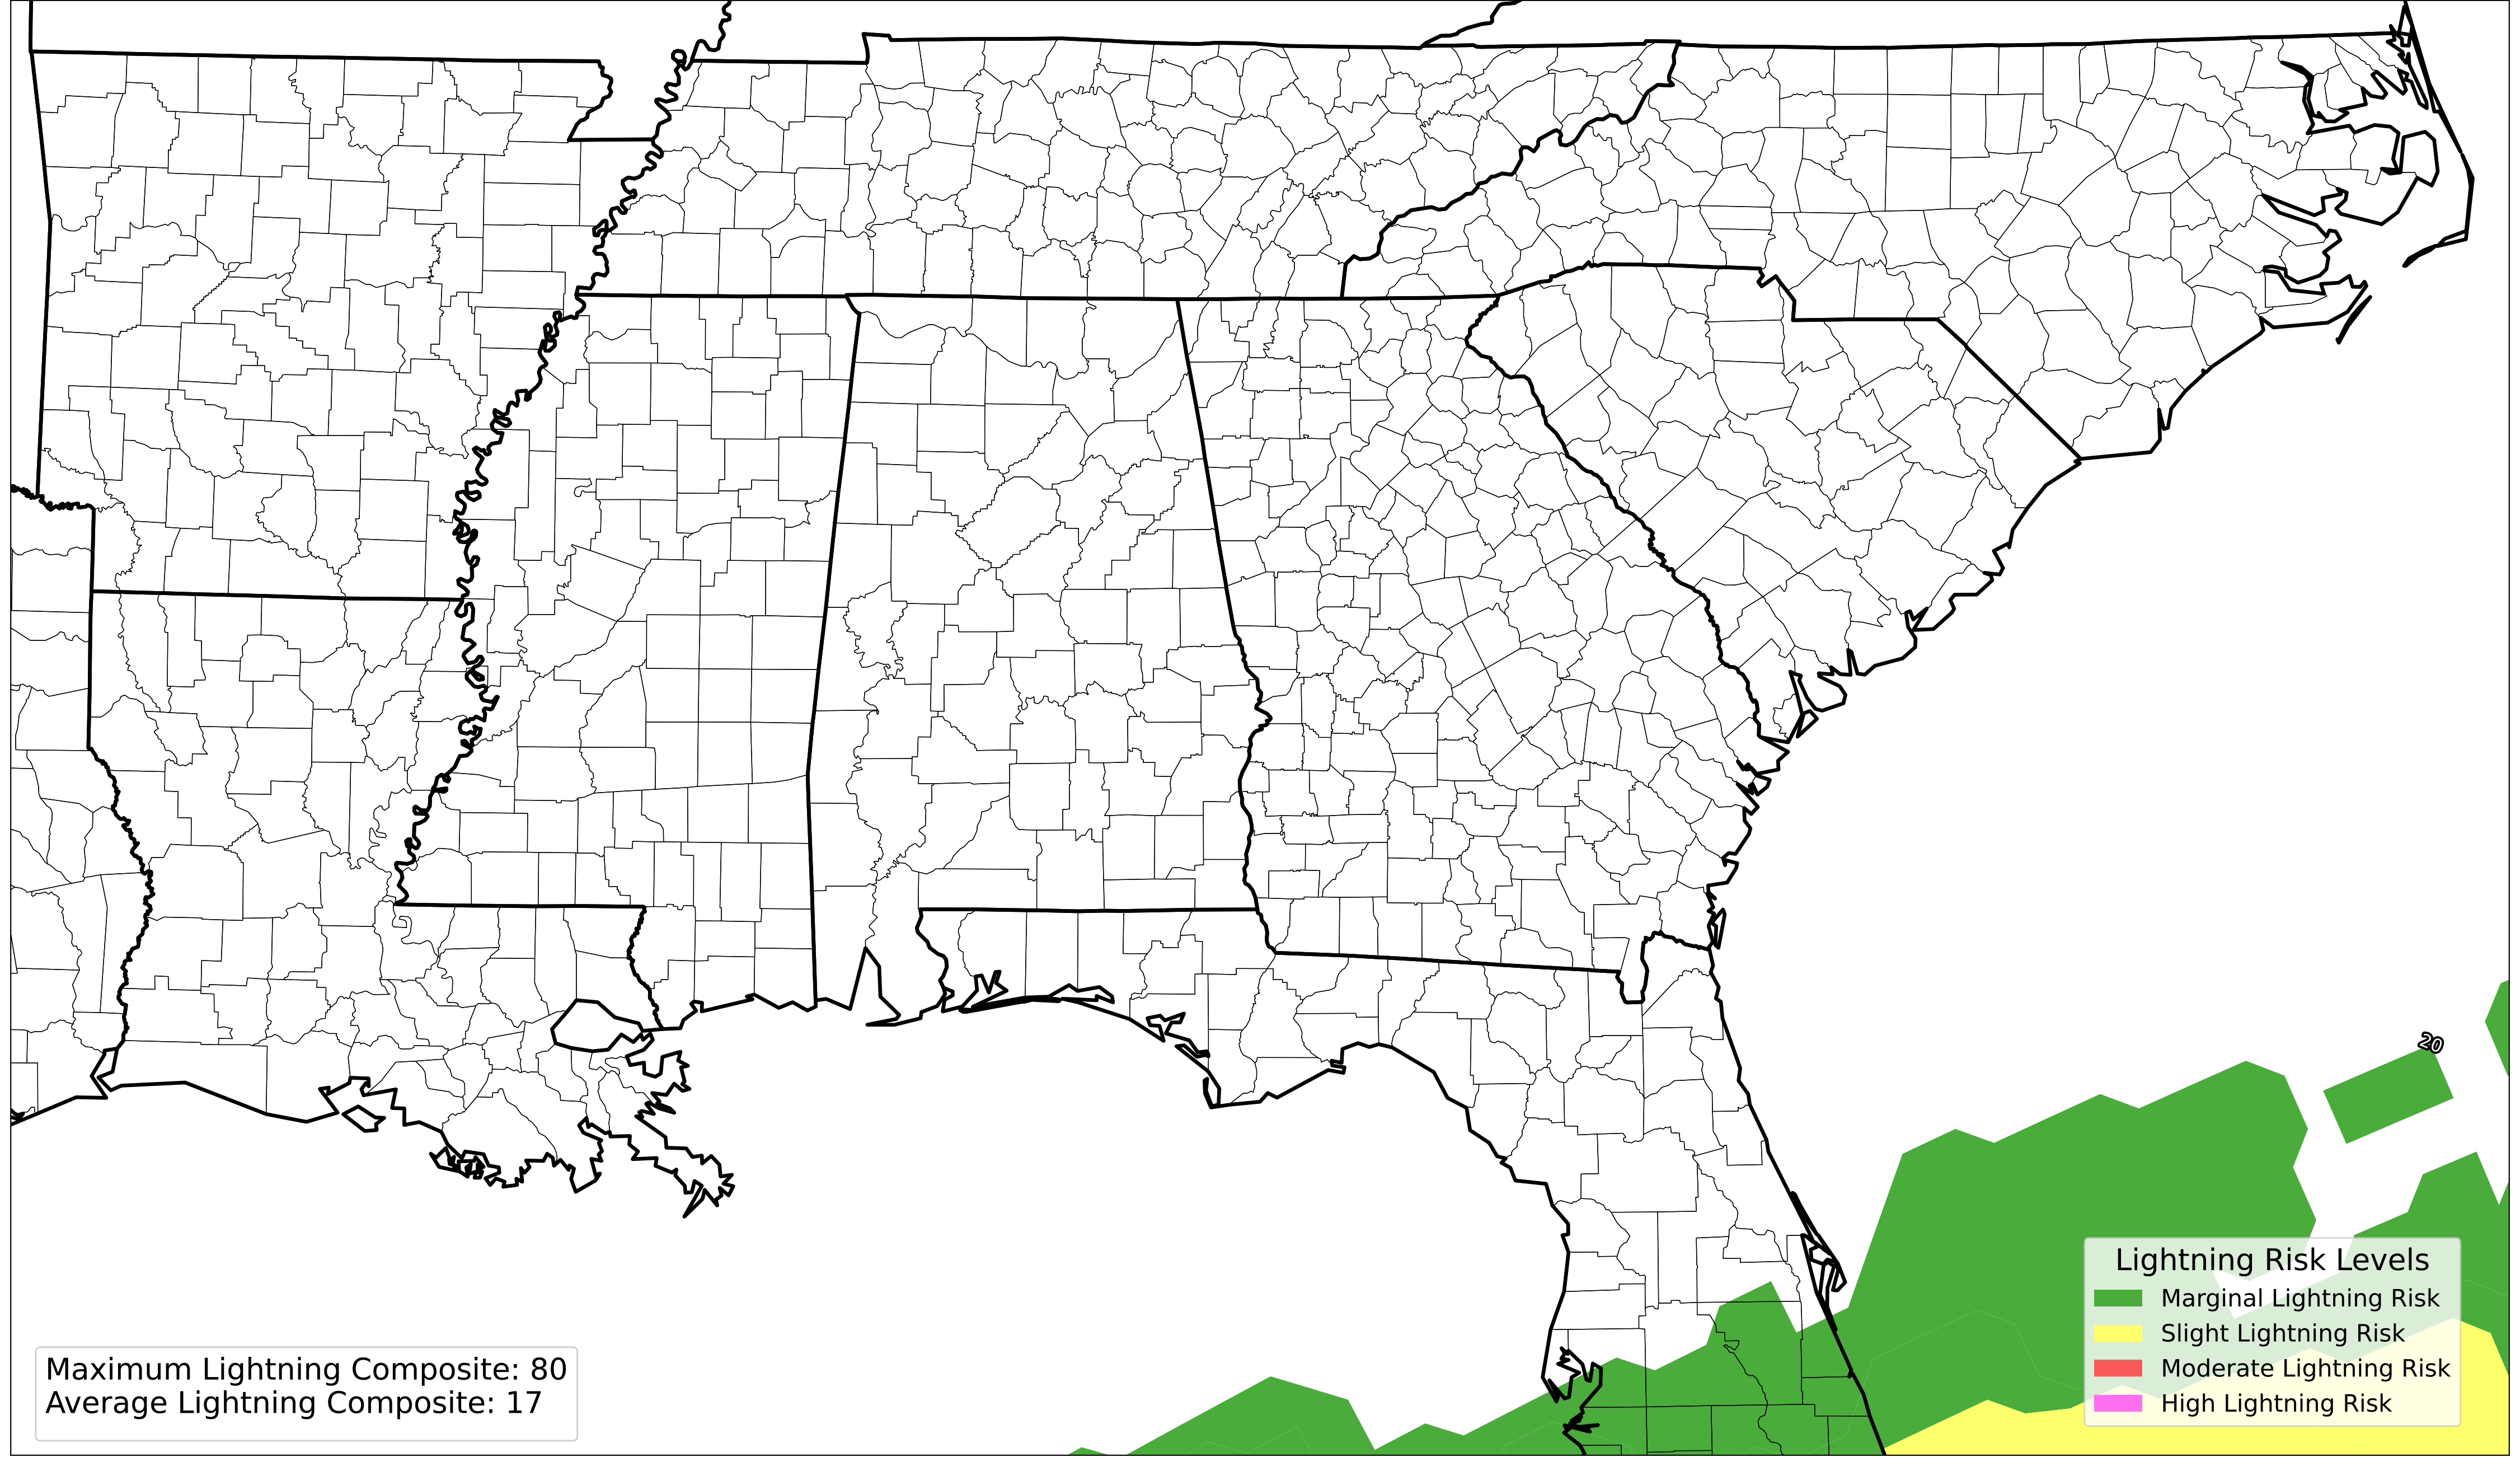 20
Lightning Risk Levels
Marginal Lightning Risk
Slight Lightning Risk
Moderate Lightning Risk
High Lightning Risk
Maximum Lightning Composite: 80
Average Lightning Composite: 17